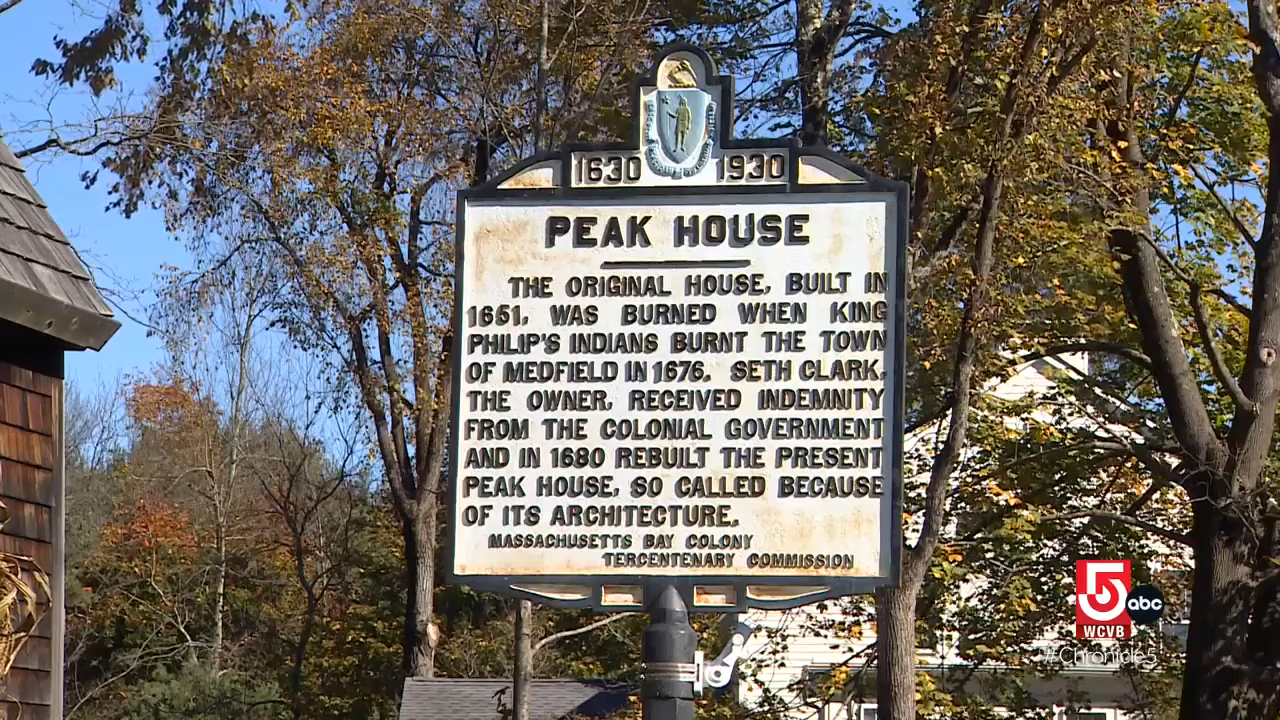 1630 1930
PEAK HOUSE
THE ORIGINAL HOUSE, BUILT IN
1651, WAS BURNED WHEN KING
PHILIP'S INDIANS BURNT THE TOWN
OF MEDFIELD IN 1676. SETH CLARK,
THE OWNER, RECEIVED INDEMNITY
FROM THE COLONIAL GOVERNMENT
AND IN 1680 REBUILT THE PRESENT
PEAK HOUSE, SO CALLED BECAUSE
OF ITS ARCHITECTURE.
MASSACHUSETTS BAY COLONY
TERCENTENARY COMMISSION
5 abc
WCVB
#Chronicle5